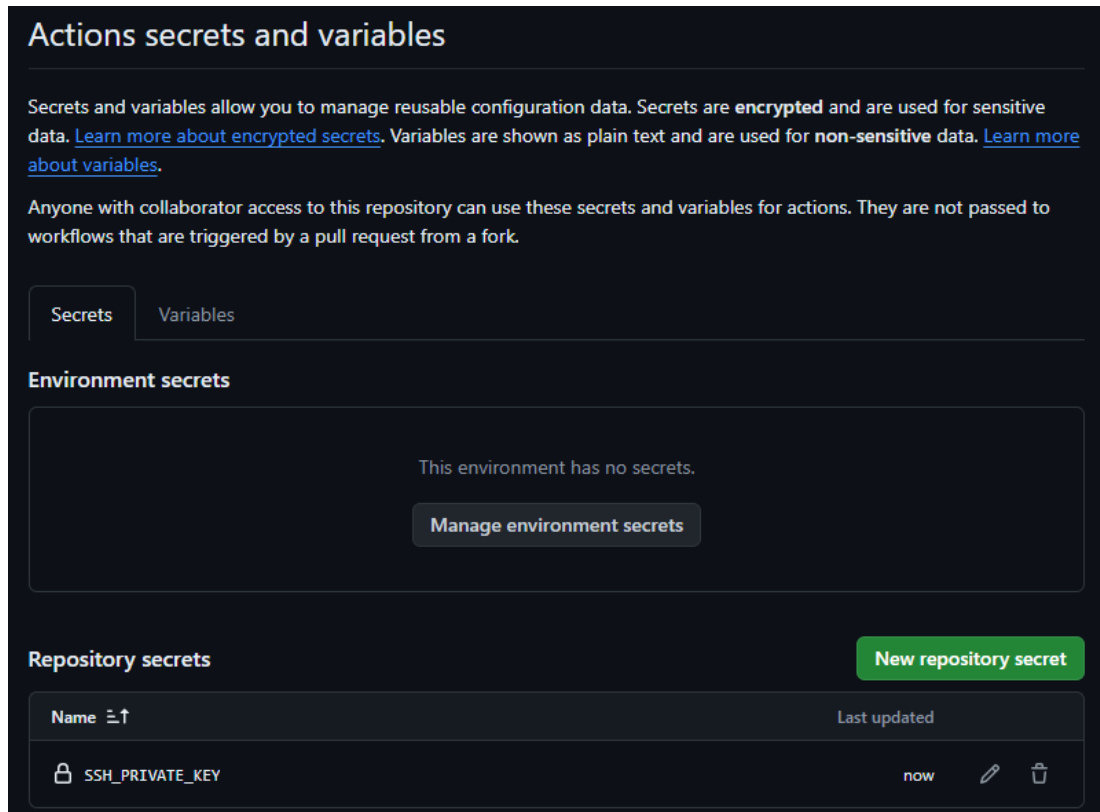 Actions secrets and variables
Secrets and variables allow you to manage reusable configuration data. Secrets are encrypted and are used for sensitive
data. Learn more about encrypted secrets. Variables are shown as plain text and are used for non-sensitive data. Learn more
about variables.
Anyone with collaborator access to this repository can use these secrets and variables for actions. They are not passed to
workflows that are triggered by a pull request from a fork.
Secrets Variables
Environment secrets
This environment has no secrets.
Manage environment secrets
Repository secrets New repository secret
Name Last updated
SSH_PRIVATE_KEY now